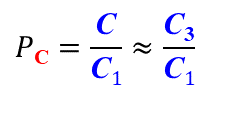 P_C = C/C_1 ≈ C_3/C_1